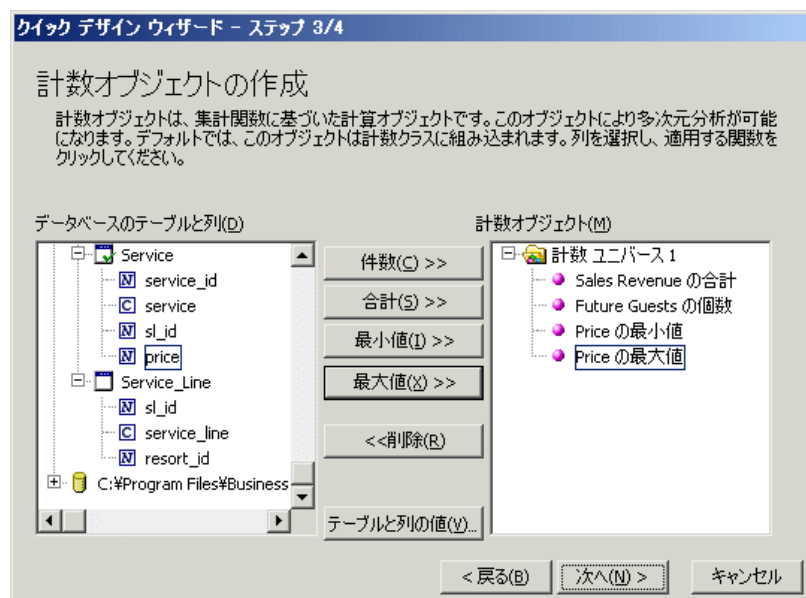 クイック デザイン ウィザード - ステップ 3/4
計数オブジェクトの作成
計数オブジェクトは、集計関数に基づいた計算オブジェクトです。このオブジェクトにより多次元分析が可能
になります。デフォルトでは、このオブジェクトは計数クラスに組み込まれます。列を選択し、適用する関数を
クリックしてください。
データベースのテーブルと列(D)
Service
service_id
service
sl_id
price
Service_Line
sl_id
service_line
resort_id
C:¥Program Files¥Business
件数(C) >>
合計(S) >>
最小値(I) >>
最大値(X) >>
<<削除(R)
テーブルと列の値(V)...
計数オブジェクト(M)
計数 ユニバース 1
Sales Revenue の合計
Future Guests の個数
Price の最小値
Price の最大値
< 戻る(B)
次へ(N) >
キャンセル